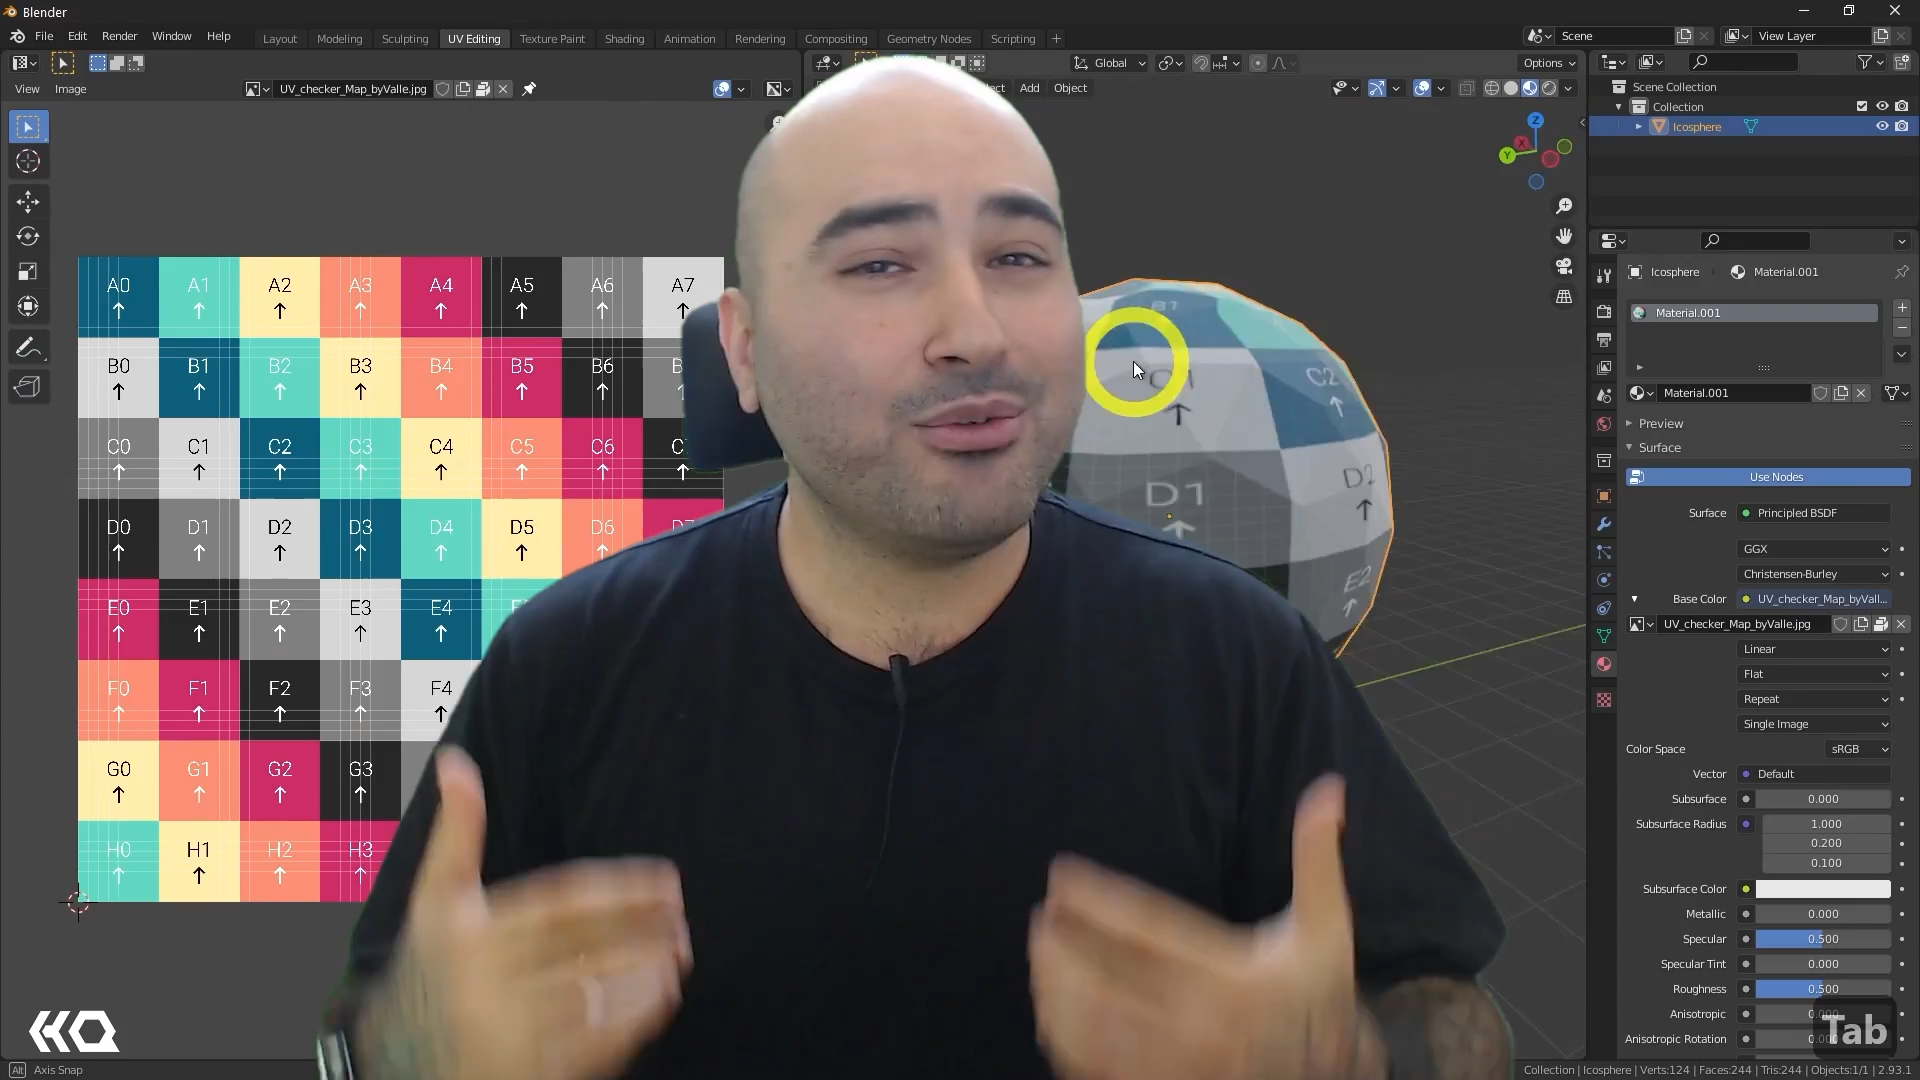 Blender
File Edit Render Window Help
Layout Modeling Sculpting UV Editing Texture Paint Shading Animation Rendering Compositing Geometry Nodes Scripting +
Scene View Layer
Global Options
View Image UV_checker_Map_byValle.jpg Add Object
Scene Collection
Collection
Icosphere
Z
X
Y
Icosphere Material.001
Material.001
Material.001
Preview
Surface
Use Nodes
Surface Principled BSDF
GGX
Christensen-Burley
Base Color UV_checker_Map_byVall...
UV_checker_Map_byValle.jpg
Linear
Flat
Repeat
Single Image
Color Space sRGB
Vector Default
Subsurface 0.000
Subsurface Radius 1.000
0.200
0.100
Subsurface Color
Metallic 0.000
Specular 0.500
Specular Tint 0.000
Roughness 0.500
Anisotropic
Anisotropic Rotation
A0 A1 A2 A3 A4 A5 A6 A7
B0 B1 B2 B3 B4 B5 B6
C0 C1 C2 C3 C4 C5 C6
D0 D1 D2 D3 D4 D5 D6 D7
E0 E1 E2 E3 E4
F0 F1 F2 F3 F4
G0 G1 G2 G3
H0 H1 H2 H3
B1
C2
D1 D2
E2
HQ
Tab
Alt Axis Snap
Collection | Icosphere | Verts:124 | Faces:244 | Tris:244 | Objects:1/1 | 2.93.1